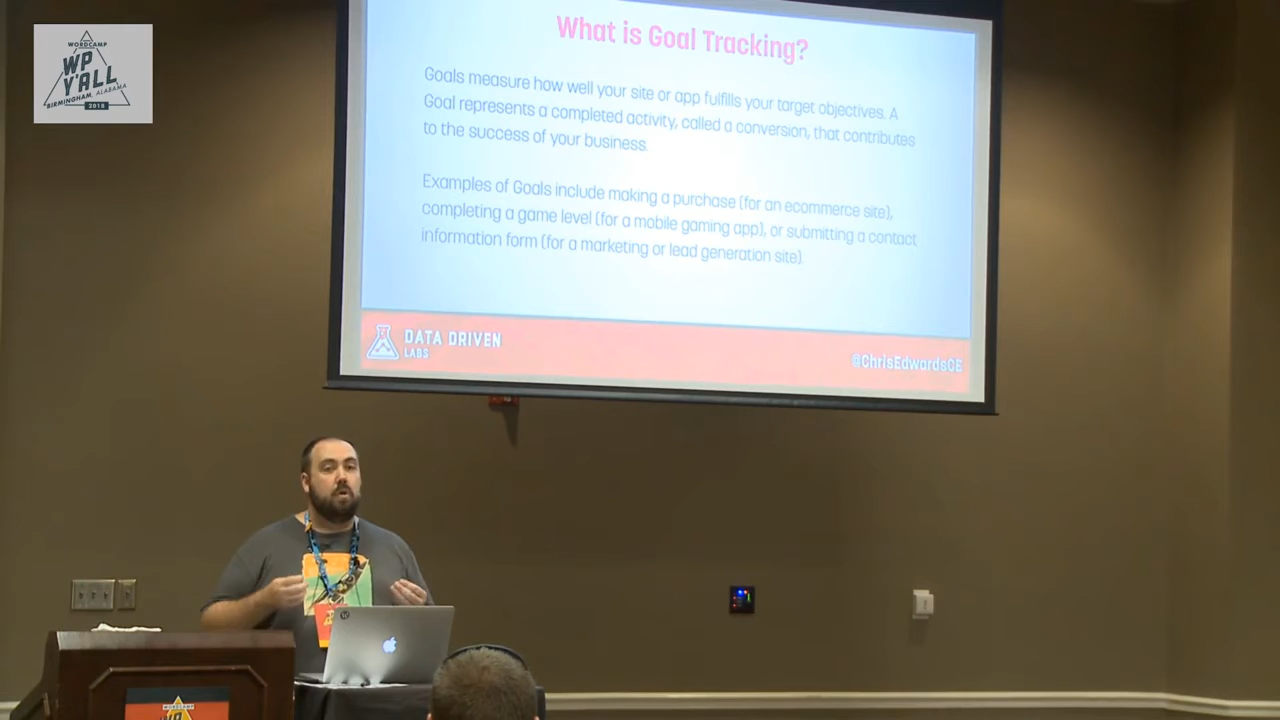 WORDCAMP
WP
Y'ALL
BIRMINGHAM, ALABAMA
2018
What is Goal Tracking?
Goals measure how well your site or app fulfills your target objectives. A
Goal represents a completed activity, called a conversion, that contributes
to the success of your business.
Examples of Goals include making a purchase (for an ecommerce site),
completing a game level (for a mobile gaming app), or submitting a contact
information form (for a marketing or lead generation site).
DATA DRIVEN
LABS
@ChrisEdwardsCE
WORDCAMP
WP